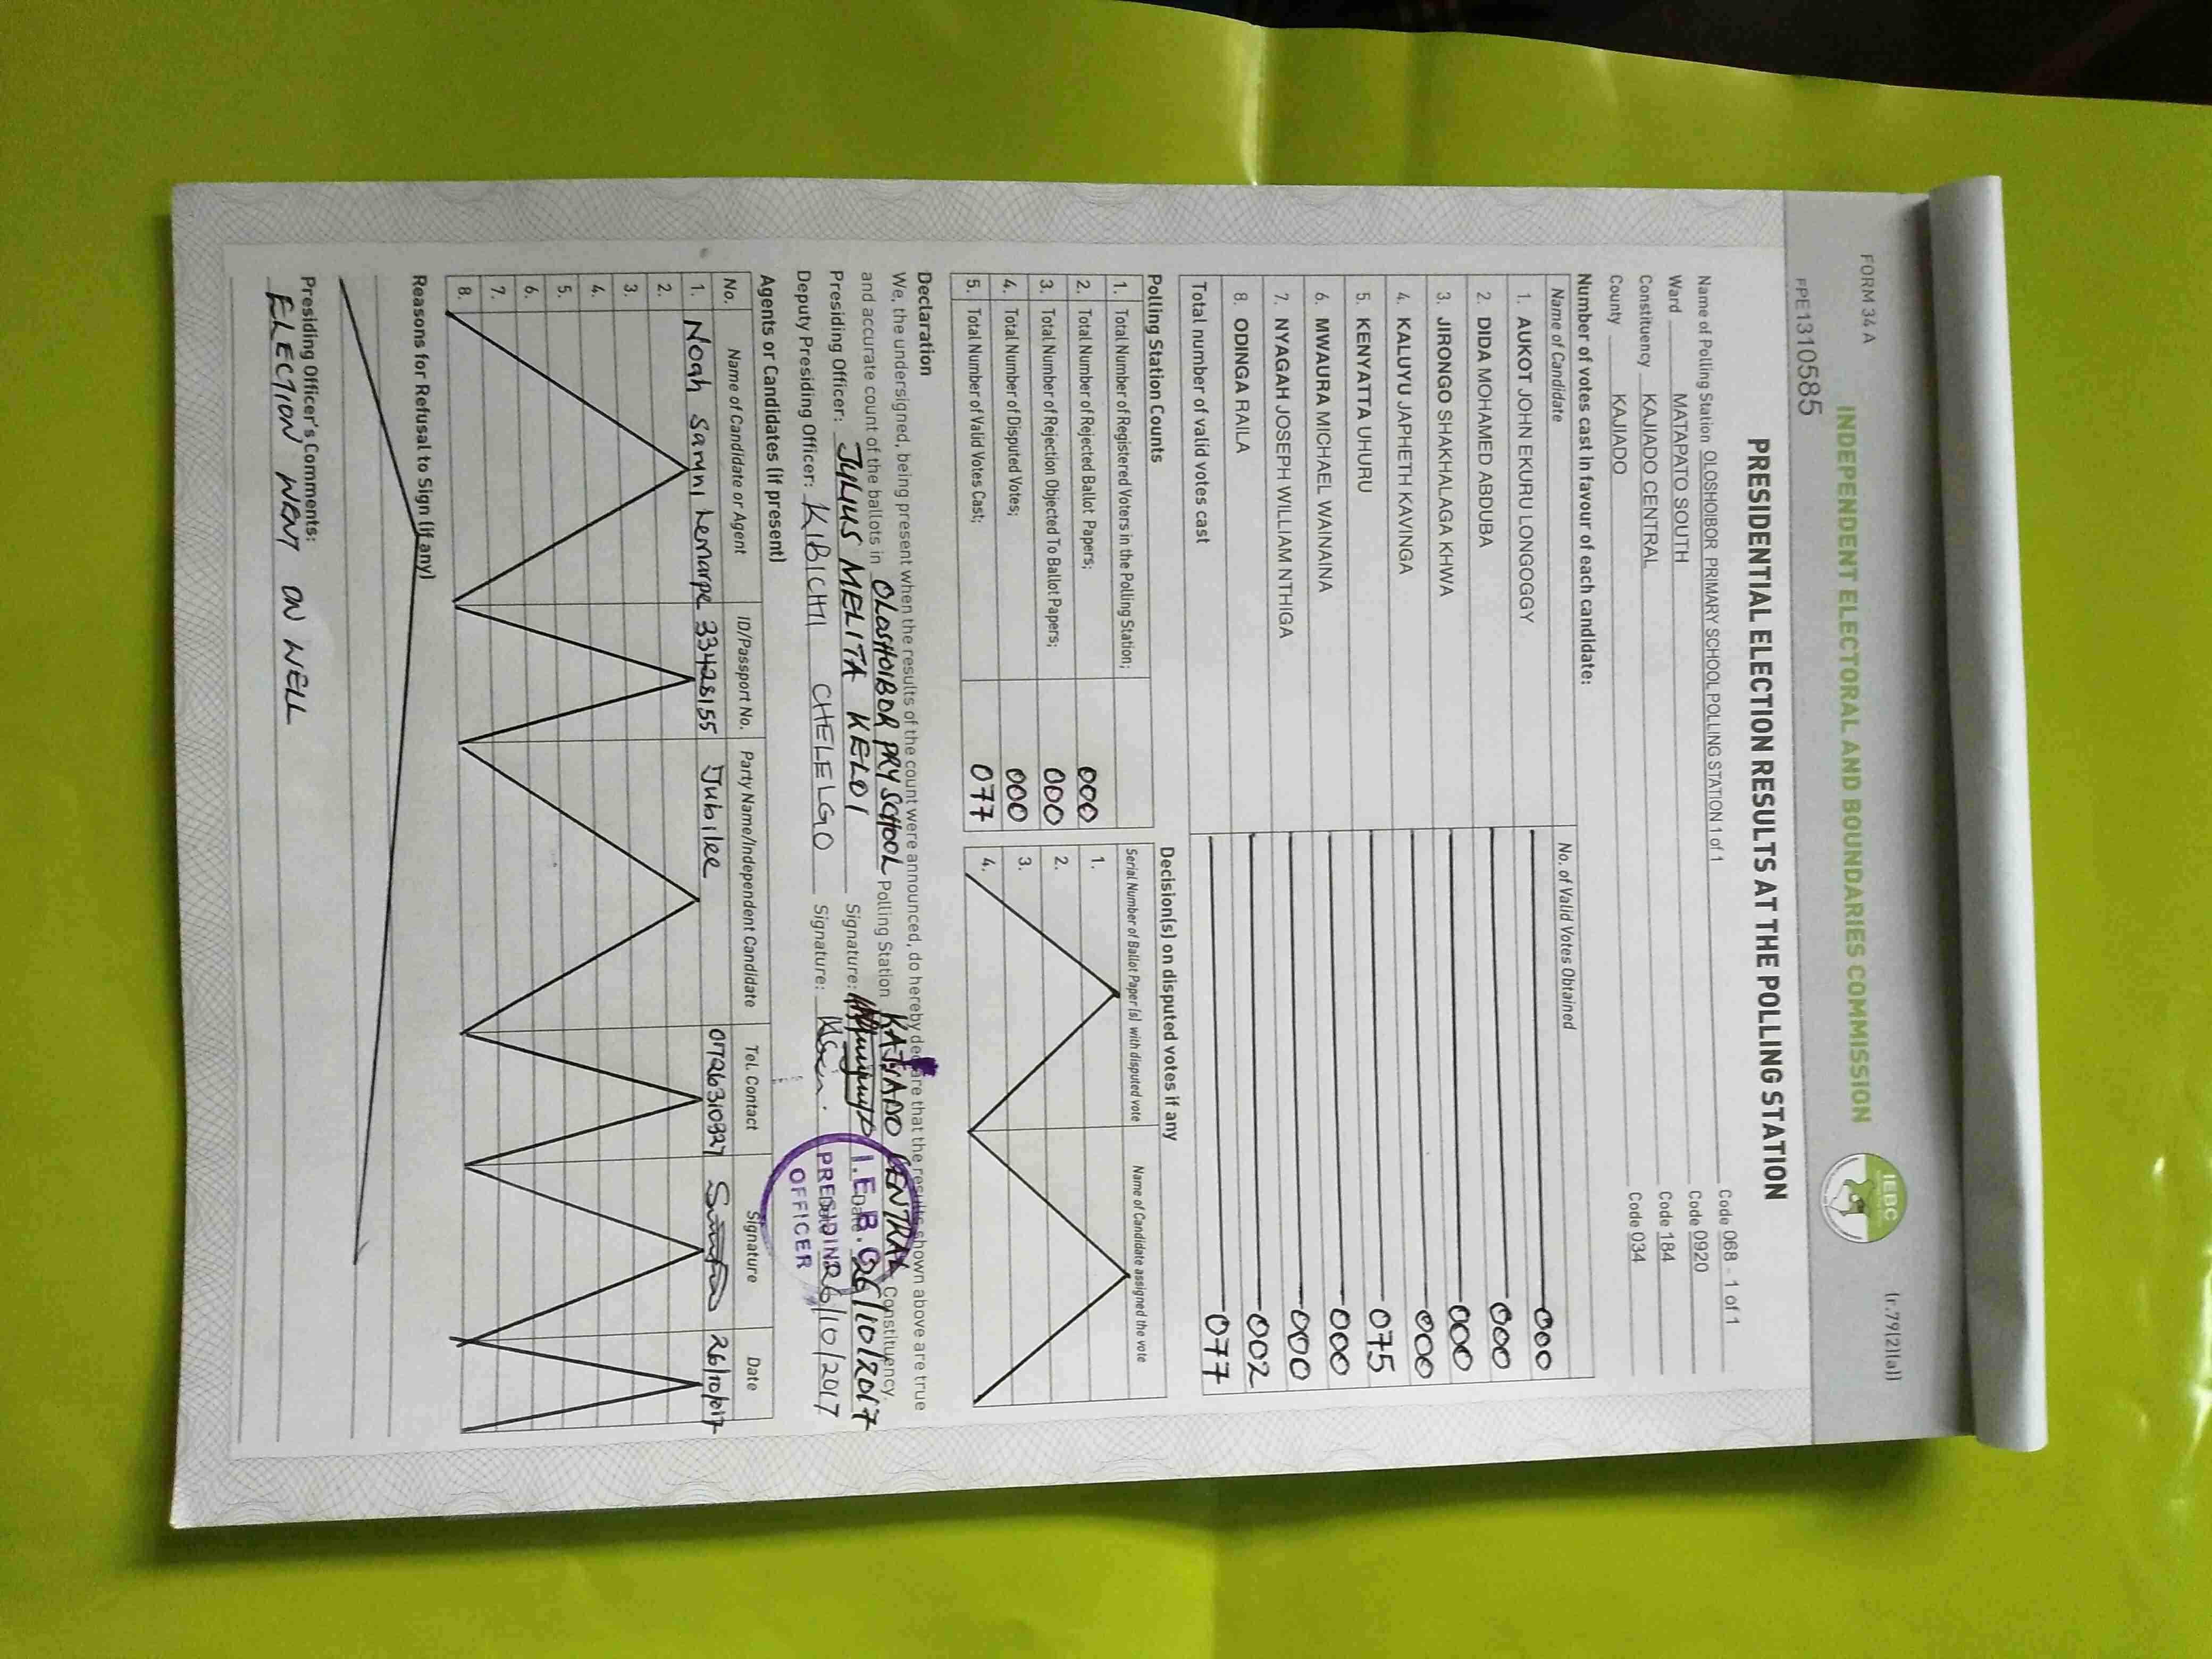 FORM 34 A
(r.79(2)(a))
INDEPENDENT ELECTORAL AND BOUNDARIES COMMISSION
IEBC
PPE1310585
PRESIDENTIAL ELECTION RESULTS AT THE POLLING STATION
Name of Polling Station OLOSHOIBOR PRIMARY SCHOOL POLLING STATION 1 of 1 Code 068 - 1 of 1
Ward MATAPATO SOUTH Code 0920
Constituency KAJIADO CENTRAL Code 184
County KAJIADO Code 034
Number of votes cast in favour of each candidate:
Name of Candidate No. of Valid Votes Obtained
1. AUKOT JOHN EKURU LONGOGGY 000
2. DIDA MOHAMED ABDUBA 000
3. JIRONGO SHAKHALAGA KHWA 000
4. KALUYU JAPHETH KAVINGA 000
5. KENYATTA UHURU 075
6. MWAURA MICHAEL WAINAINA 000
7. NYAGAH JOSEPH WILLIAM NTHIGA 000
8. ODINGA RAILA 002
Total number of valid votes cast 077
Polling Station Counts
1. Total Number of Registered Voters in the Polling Station;
2. Total Number of Rejected Ballot Papers; 000
3. Total Number of Rejection Objected To Ballot Papers; 000
4. Total Number of Disputed Votes; 000
5. Total Number of Valid Votes Cast; 077
Decision(s) on disputed votes if any
Serial Number of Ballot Paper(s) with disputed vote Name of Candidate assigned the vote
1.
2.
3.
4.
Declaration
We, the undersigned, being present when the results of the count were announced, do hereby declare that the results shown above are true
and accurate count of the ballots in OLOSHOIBOR PRY SCHOOL Polling Station KAJIADO CENTRAL Constituency.
Presiding Officer: JULIUS MELITA KELOI Signature: Date 26/10/2017
Deputy Presiding Officer: KIBICHI CHELELGO Signature: 26/10/2017
I.E.B.C
PRESIDING
OFFICER
Agents or Candidates (if present)
No. Name of Candidate or Agent ID/Passport No. Party Name/Independent Candidate Tel. Contact Signature Date
1. Noah 33428155 Jubilee 0726310327 26/10/2017
2.
3.
4.
5.
6.
7.
8.
Reasons for Refusal to Sign (if any)
Presiding Officer's Comments:
ELECTION WENT ON WELL